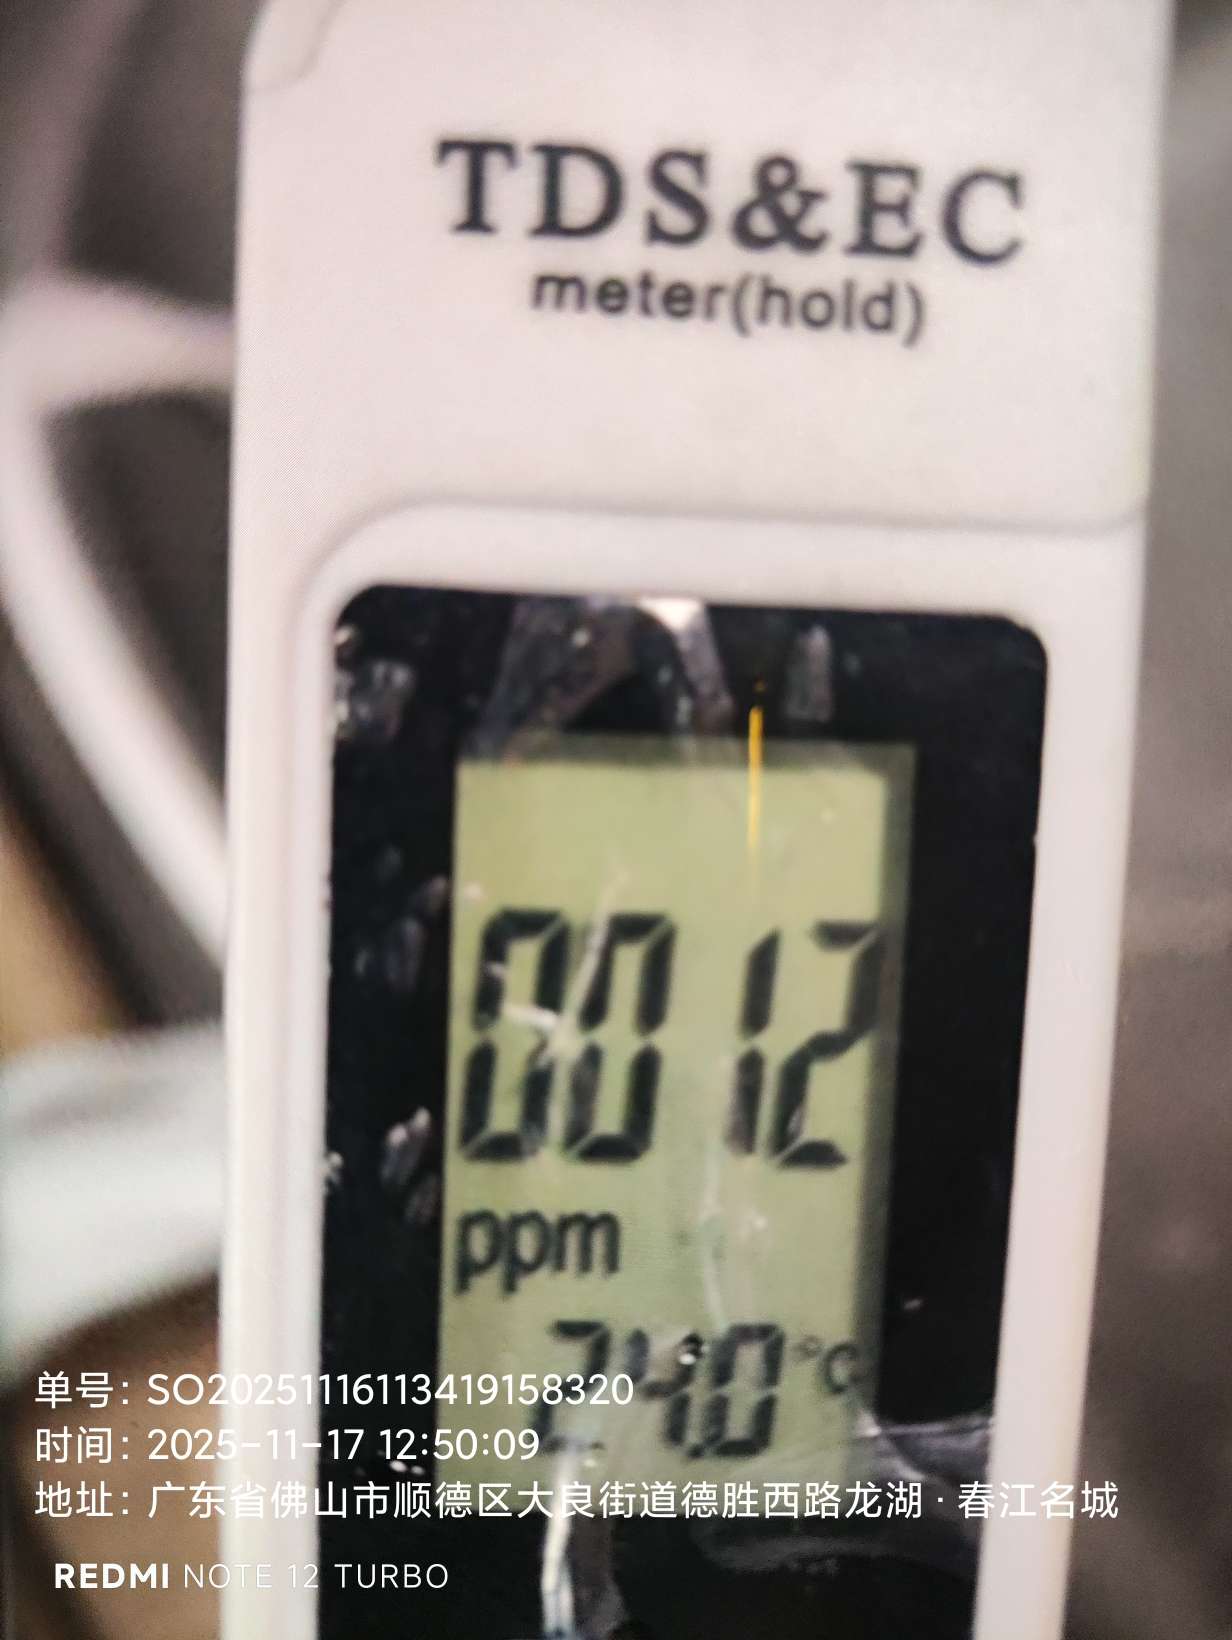 TDS&EC
meter(hold)
0012
ppm
24.0 °C
单号: SO20251116113419158320
时间: 2025-11-17 12:50:09
地址: 广东省佛山市顺德区大良街道德胜西路龙湖·春江名城
REDMI NOTE 12 TURBO